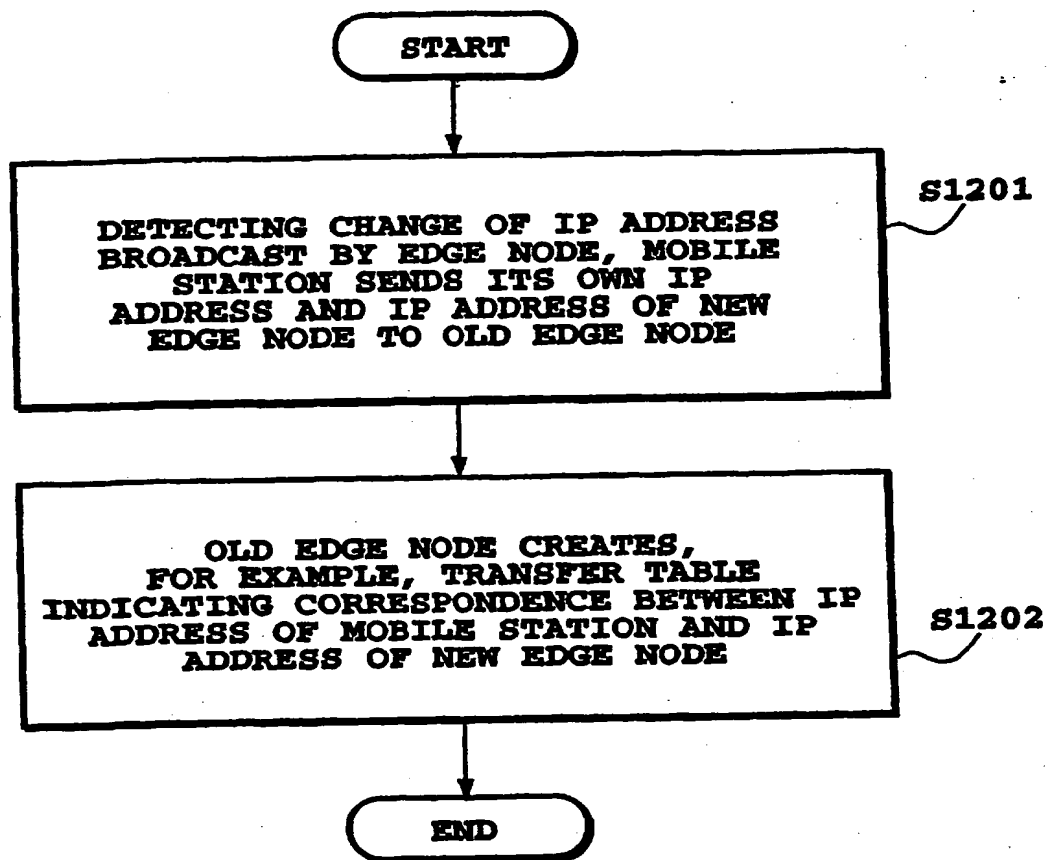 START
S1201
DETECTING CHANGE OF IP ADDRESS
BROADCAST BY EDGE NODE, MOBILE
STATION SENDS ITS OWN IP
ADDRESS AND IP ADDRESS OF NEW
EDGE NODE TO OLD EDGE NODE
OLD EDGE NODE CREATES,
FOR EXAMPLE, TRANSFER TABLE
INDICATING CORRESPONDENCE BETWEEN IP
ADDRESS OF MOBILE STATION AND IP
ADDRESS OF NEW EDGE NODE
S1202
END